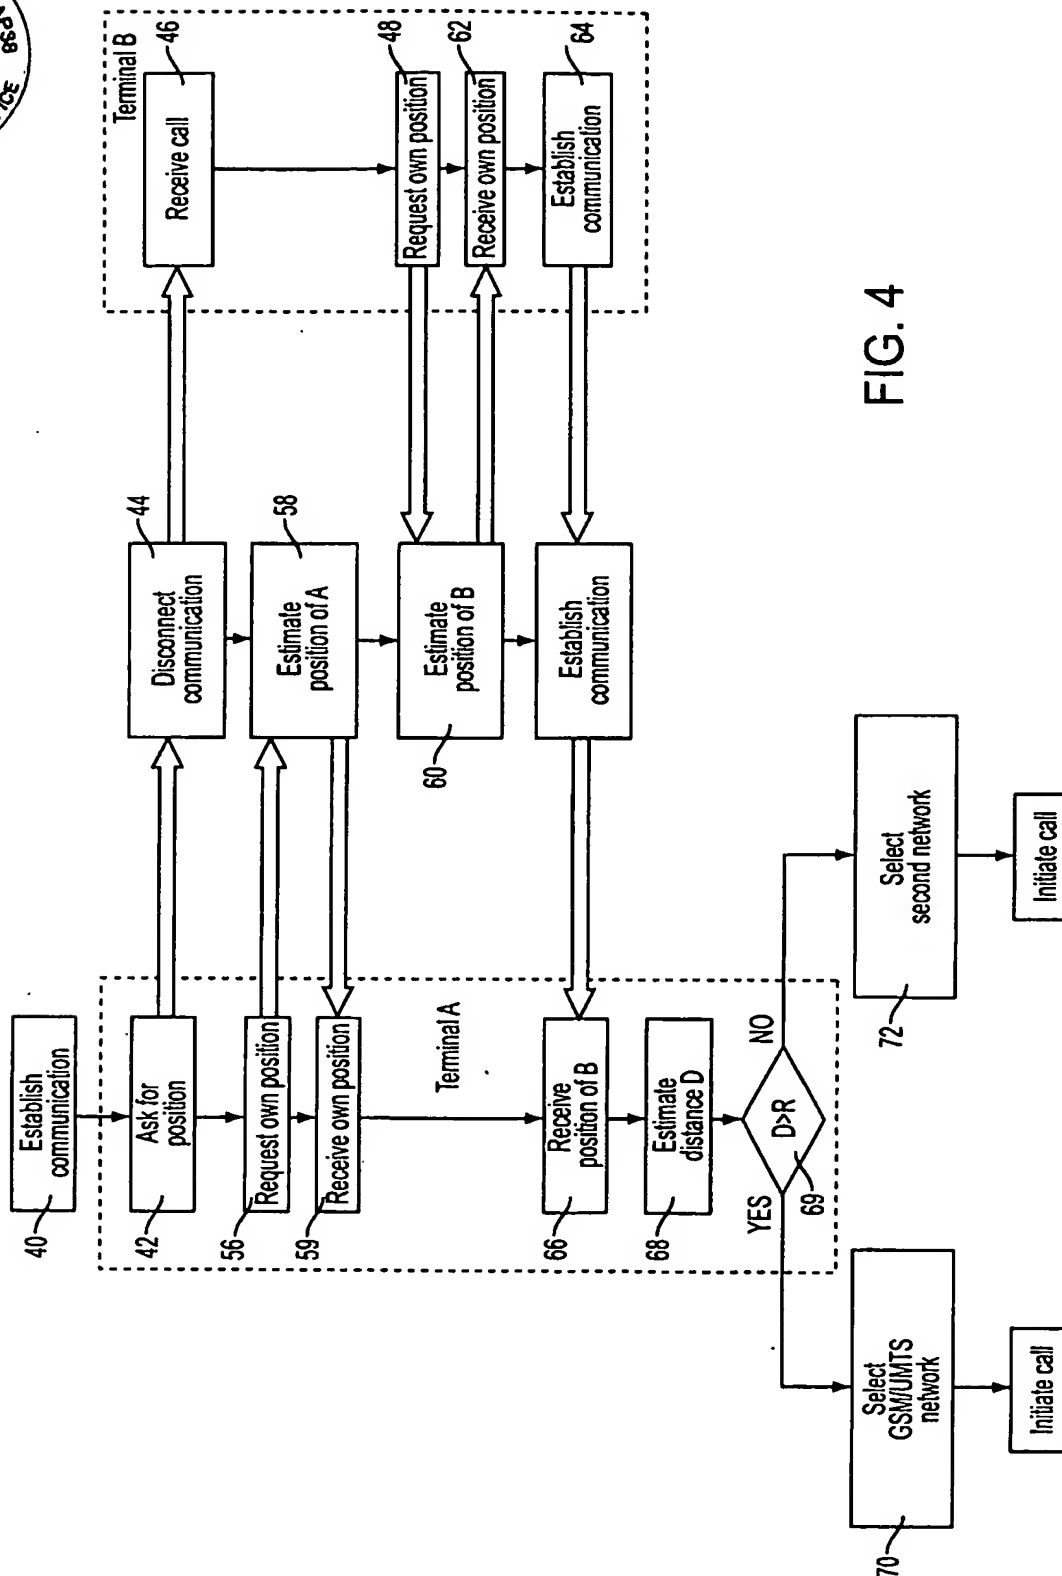 40
Establish
communication
42
Ask for
position
56
Request own position
59
Receive own position
Terminal A
66
Receive
position of B
68
Estimate
distance D
D>R
69
YES
NO
44
Disconnect
communication
58
Estimate
position of A
60
Estimate
position of B
Establish
communication
Terminal B
46
Receive call
48
Request own position
62
Receive own position
64
Establish
communication
70
Select
GSM/UMTS
network
Initiate call
72
Select
second network
Initiate call
FIG. 4